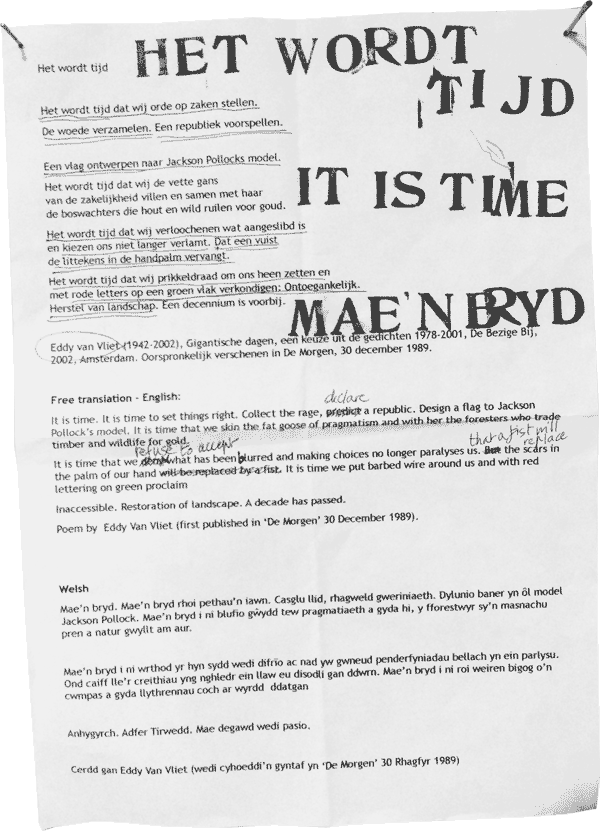 Het wordt tijd
HET WORDT
TIJD
Het wordt tijd dat wij orde op zaken stellen.
De woede verzamelen. Een republiek voorspellen.
Een vlag ontwerpen naar Jackson Pollocks model.
Het wordt tijd dat wij de vette gans
van de zakelijkheid villen en samen met haar
de boswachters die hout en wild ruilen voor goud.
IT IS TIME
Het wordt tijd dat wij verloochenen wat aangeslibd is
en kiezen ons niet langer verlamt. Dat een vuist
de littekens in de handpalm vervangt.
Het wordt tijd dat wij prikkeldraad om ons heen zetten en
met rode letters op een groen vlak verkondigen: Ontoegankelijk.
Herstel van landschap. Een decennium is voorbij.
MAE'N BRYD
Eddy van Vliet (1942-2002), Gigantische dagen, een keuze uit de gedichten 1978-2001, De Bezige Bij,
2002, Amsterdam. Oorspronkelijk verschenen in De Morgen, 30 december 1989.
Free translation - English:
declare
It is time. It is time to set things right. Collect the rage, predict a republic. Design a flag to Jackson
Pollock's model. It is time that we skin the fat goose of pragmatism and with her the foresters who trade
timber and wildlife for gold.
refuse to accept
that a fist will
replace
It is time that we what has been blurred and making choices no longer paralyses us. But the scars in
the palm of our hand will be replaced by a fist. It is time we put barbed wire around us and with red
lettering on green proclaim
Inaccessible. Restoration of landscape. A decade has passed.
Poem by Eddy Van Vliet (first published in 'De Morgen' 30 December 1989).
Welsh
Mae'n bryd. Mae'n bryd rhoi pethau'n iawn. Casglu llid, rhagweld gweriniaeth. Dylunio baner yn ôl model
Jackson Pollock. Mae'n bryd i ni blufio gŵydd tew pragmatiaeth a gyda hi, y fforestwyr sy'n masnachu
pren a natur gwyllt am aur.
Mae'n bryd i ni wrthod yr hyn sydd wedi difrïo ac nad yw gwneud penderfyniadau bellach yn ein parlysu.
Ond caiff lle'r creithiau yng nghledr ein llaw eu disodli gan ddwrn. Mae'n bryd i ni roi weiren bigog o'n
cwmpas a gyda llythrennau coch ar wyrdd ddatgan
Anhygyrch. Adfer Tirwedd. Mae degawd wedi pasio.
Cerdd gan Eddy Van Vliet (wedi cyhoeddi'n gyntaf yn 'De Morgen' 30 Rhagfyr 1989)